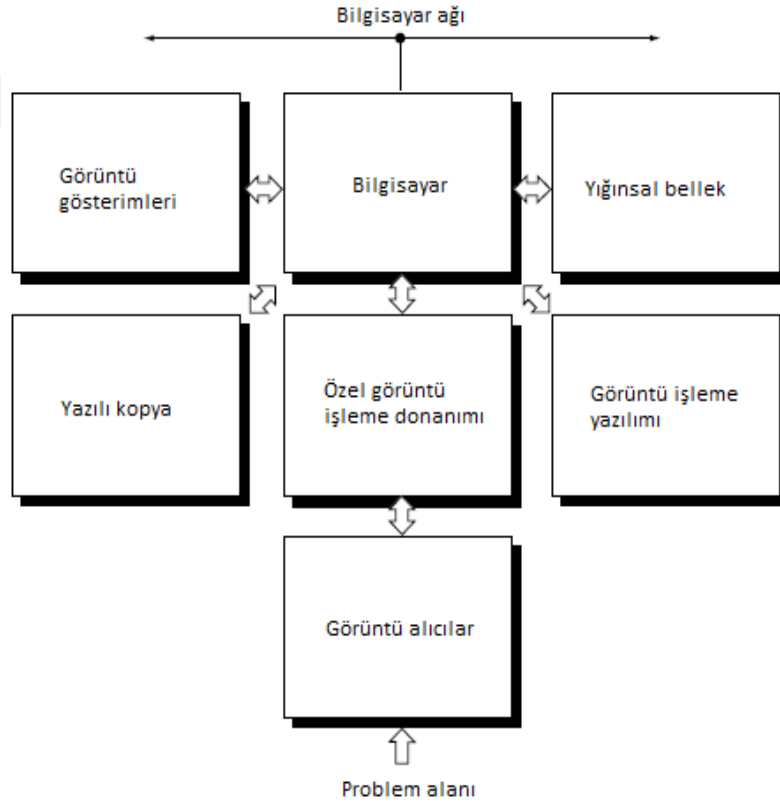 Bilgisayar ağı
Görüntü
gösterimleri
Bilgisayar
Yığınsal bellek
Yazılı kopya
Özel görüntü
işleme donanımı
Görüntü işleme
yazılımı
Görüntü alıcılar
Problem alanı